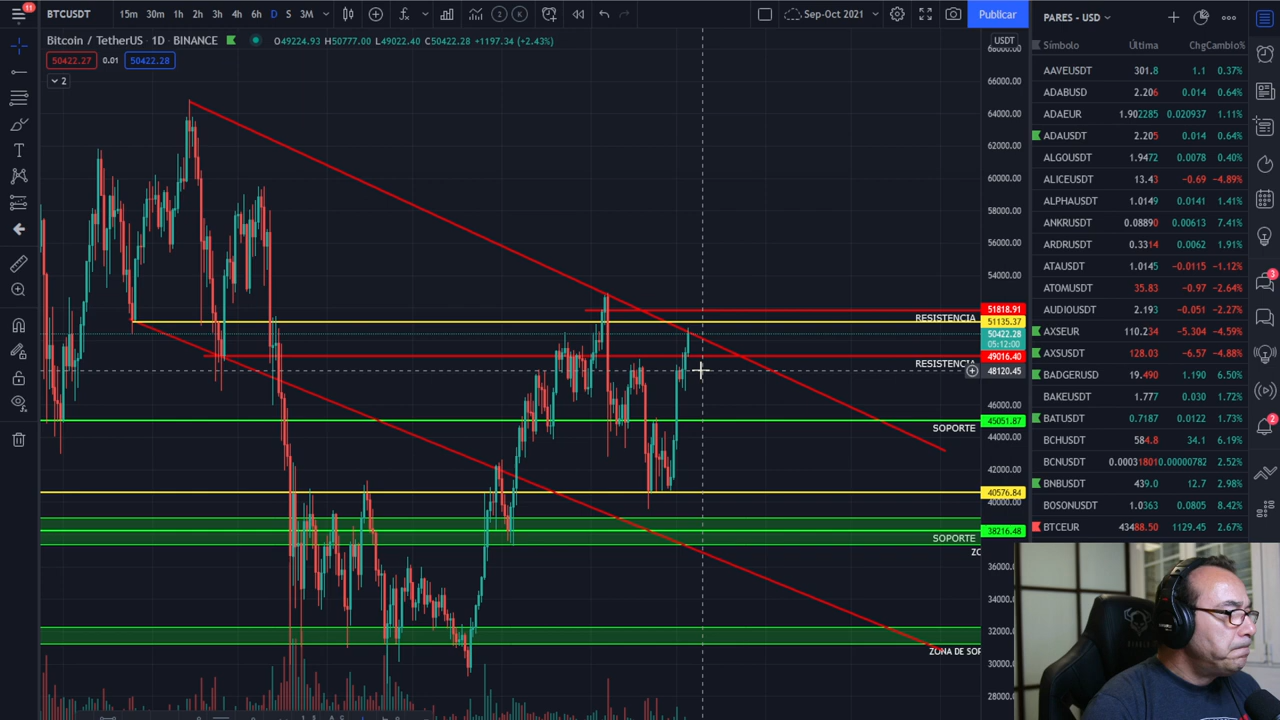 11
BTCUSDT 15m 30m 1h 2h 3h 4h 6h D S 3M 2 K Sep-Oct 2021 Publicar
Bitcoin / TetherUS · 1D · BINANCE O49224.93 H50777.00 L49022.40 C50422.28 +1197.34 (+2.43%)
50422.27 0.01 50422.28
2
USDT
68000.00
66000.00
64000.00
62000.00
60000.00
58000.00
56000.00
54000.00
51818.91
RESISTENCIA 51135.37
50422.28
05:12:00
49016.40
RESISTENCIA
48120.45
46000.00
45051.87
SOPORTE
44000.00
42000.00
40576.84
40000.00
38216.48
SOPORTE
ZO
36000.00
34000.00
32000.00
ZONA DE SOP
30000.00
28000.00
PARES - USD
Símbolo Última Chg Cambio%
AAVEUSDT 301.8 1.1 0.37%
ADABUSD 2.206 0.014 0.64%
ADAEUR 1.902285 0.020937 1.11%
ADAUSDT 2.205 0.014 0.64%
ALGOUSDT 1.9472 0.0078 0.40%
ALICEUSDT 13.43 −0.69 −4.89%
ALPHAUSDT 1.0149 0.0141 1.41%
ANKRUSDT 0.08890 0.00613 7.41%
ARDRUSDT 0.3314 0.0062 1.91%
ATAUSDT 1.0145 −0.0115 −1.12%
ATOMUSDT 35.83 −0.97 −2.64%
AUDIOUSDT 2.193 −0.051 −2.27%
AXSEUR 110.234 −5.304 −4.59%
AXSUSDT 128.03 −6.57 −4.88%
BADGERUSD 19.490 1.190 6.50%
BAKEUSDT 1.777 0.030 1.72%
BATUSDT 0.7187 0.0122 1.73%
BCHUSDT 584.8 34.1 6.19%
BCNUSDT 0.00031801 0.00000782 2.52%
BNBUSDT 439.0 12.7 2.98%
BOSONUSDT 1.0363 0.0805 8.42%
BTCEUR 43488.50 1129.45 2.67%
3
2